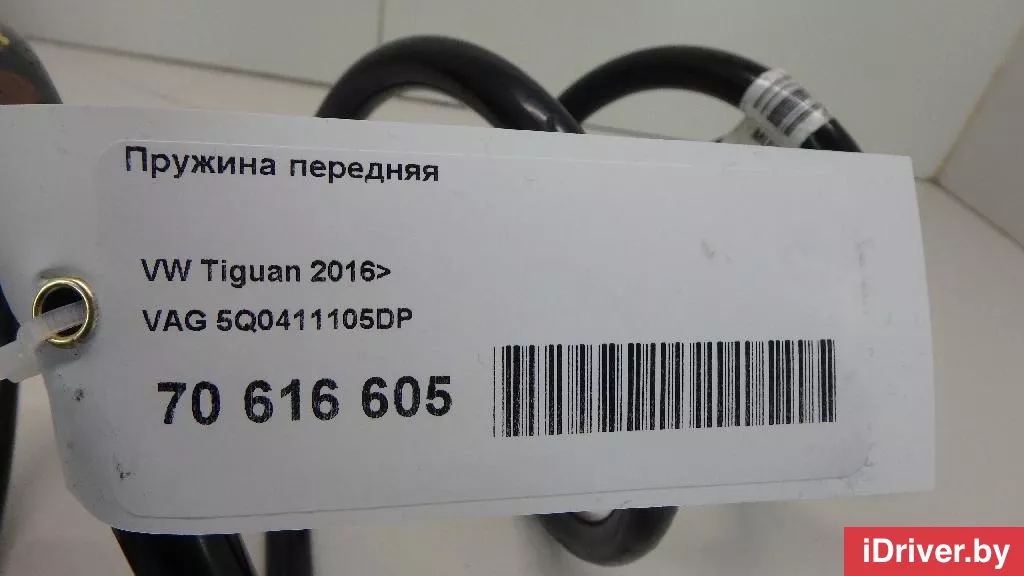 Пружина передняя
VW Tiguan 2016>
VAG 5Q0411105DP
70 616 605
iDriver.by